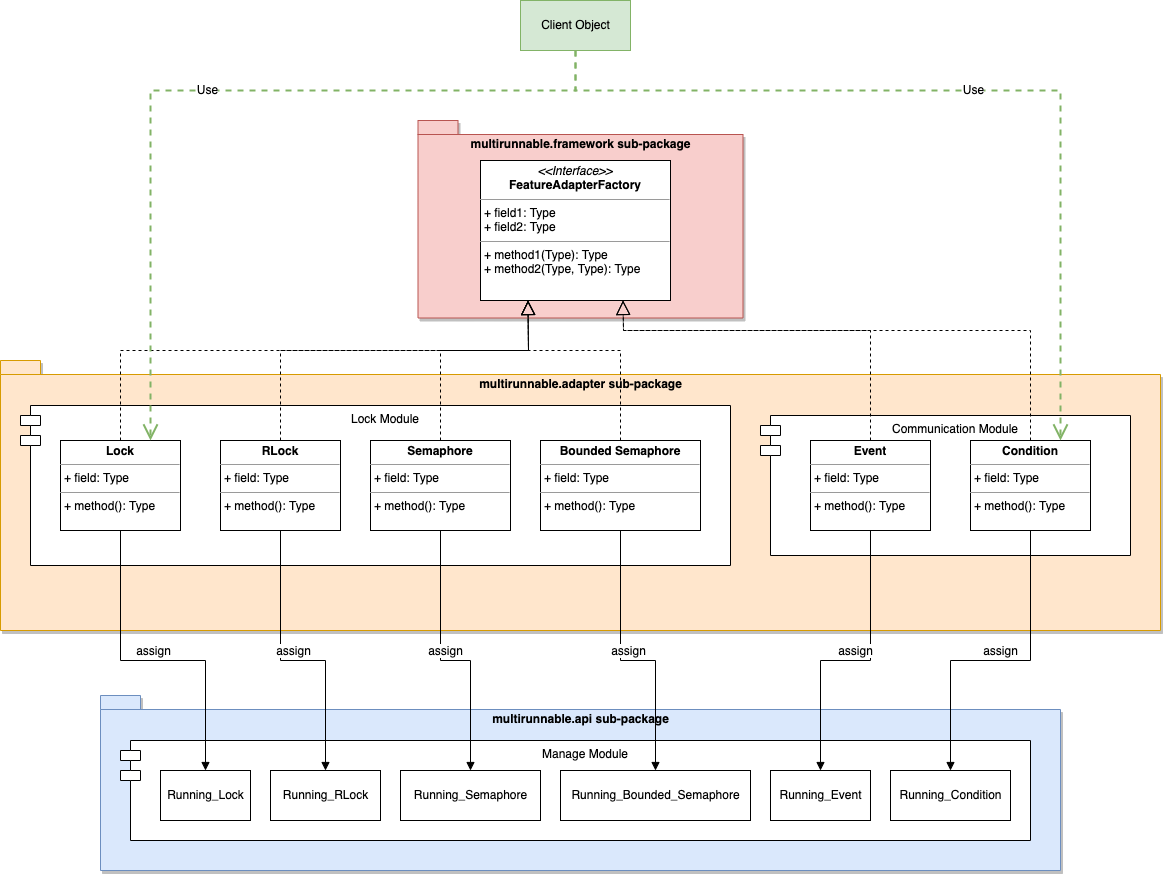 Client Object
Use
Use
multirunnable.framework sub-package
<<Interface>>
FeatureAdapterFactory
+ field1: Type
+ field2: Type
+ method1(Type): Type
+ method2(Type, Type): Type
multirunnable.adapter sub-package
Lock Module
Lock
+ field: Type
+ method(): Type
RLock
+ field: Type
+ method(): Type
Semaphore
+ field: Type
+ method(): Type
Bounded Semaphore
+ field: Type
+ method(): Type
Communication Module
Event
+ field: Type
+ method(): Type
Condition
+ field: Type
+ method(): Type
assign
assign
assign
assign
assign
assign
multirunnable.api sub-package
Manage Module
Running_Lock
Running_RLock
Running_Semaphore
Running_Bounded_Semaphore
Running_Event
Running_Condition